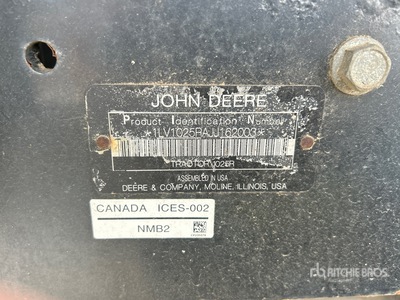 JOHN DEERE
Product Identification Number
*1LV1025RAJJ162003*
TRACTOR 1025R
ASSEMBLED IN USA
DEERE & COMPANY, MOLINE, ILLINOIS, USA
CANADA ICES-002
NMB2
Ritchie Bros.